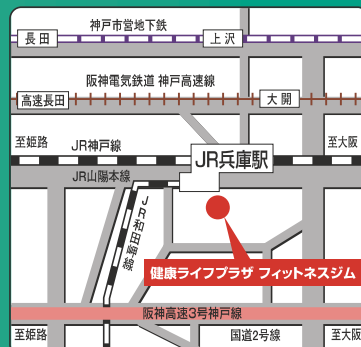 神戸市営地下鉄
長田
上沢
阪神電気鉄道 神戸高速線
高速長田
大開
至姫路
JR神戸線
JR兵庫駅
至大阪
JR山陽本線
JR和田岬線
健康ライフプラザ フィットネスジム
阪神高速3号神戸線
至姫路
国道2号線
至大阪